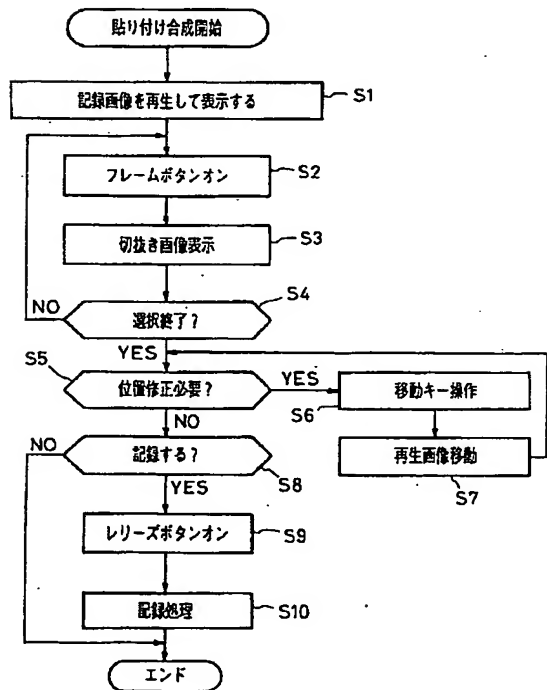 貼り付け合成開始
記録画像を再生して表示する
S1
フレームボタンオン
S2
切抜き画像表示
S3
選択終了?
S4
NO
YES
S5
位置修正必要?
YES
移動キー操作
S6
NO
再生画像移動
S7
NO
記録する?
S8
YES
レリーズボタンオン
S9
記録処理
S10
エンド